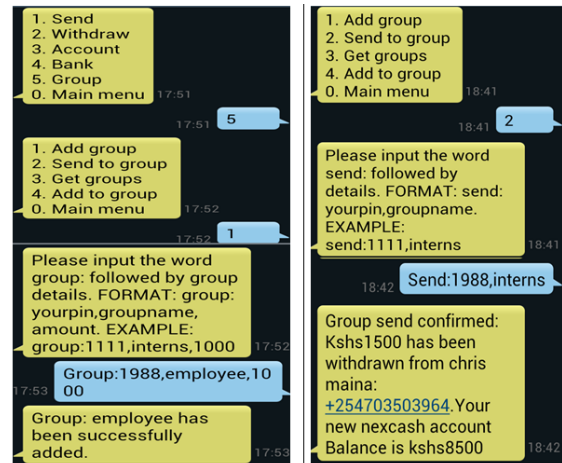 1. Send
2. Withdraw
3. Account
4. Bank
5. Group
0. Main menu 17:51
17:51 5
1. Add group
2. Send to group
3. Get groups
4. Add to group
0. Main menu 17:52
17:52 1
Please input the word
group: followed by group
details. FORMAT: group:
yourpin,groupname,
amount. EXAMPLE:
group:1111,interns,1000 17:52
Group:1988,employee,10
17:53 00
Group: employee has
been successfully
added. 17:53
1. Add group
2. Send to group
3. Get groups
4. Add to group
0. Main menu 18:41
18:41 2
Please input the word
send: followed by
details. FORMAT: send:
yourpin,groupname.
EXAMPLE:
send:1111,interns 18:41
18:42 Send:1988,interns
Group send confirmed:
Kshs1500 has been
withdrawn from chris
maina:
+254703503964.Your
new nexcash account
Balance is kshs8500 18:42